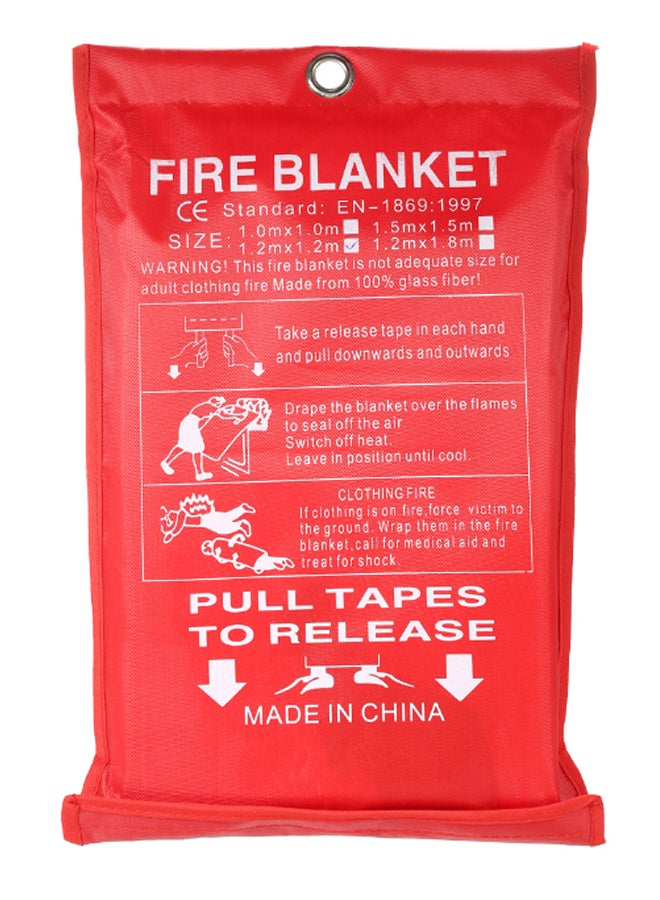 FIRE BLANKET
CE Standard: EN-1869:1997
SIZE: 1.0mx1.0m 1.5mx1.5m
1.2mx1.2m ✓ 1.2mx1.8m
WARNING! This fire blanket is not adequate size for
adult clothing fire Made from 100% glass fiber!
Take a release tape in each hand
and pull downwards and outwards
Drape the blanket over the flames
to seal off the air
Switch off heat.
Leave in position until cool.
CLOTHING FIRE
If clothing is on fire,force victim to
the ground. Wrap them in the fire
blanket,call for medical aid and
treat for shock.
PULL TAPES
TO RELEASE
MADE IN CHINA